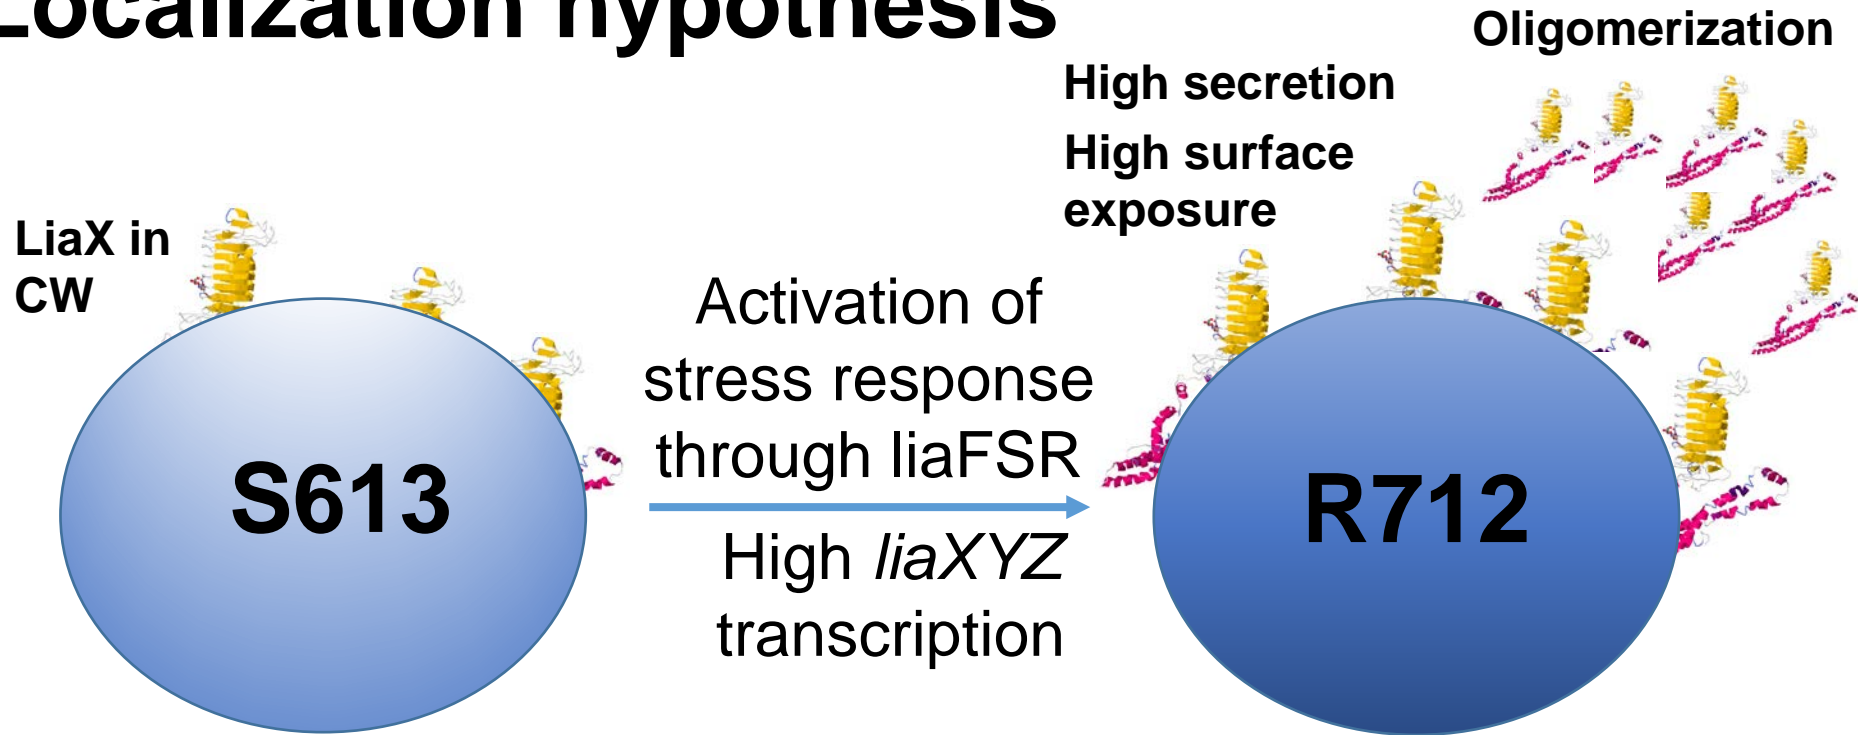 Localization hypothesis
Oligomerization
High secretion
High surface
exposure
LiaX in
CW
Activation of
stress response
through liaFSR
High liaXYZ
transcription
S613
R712